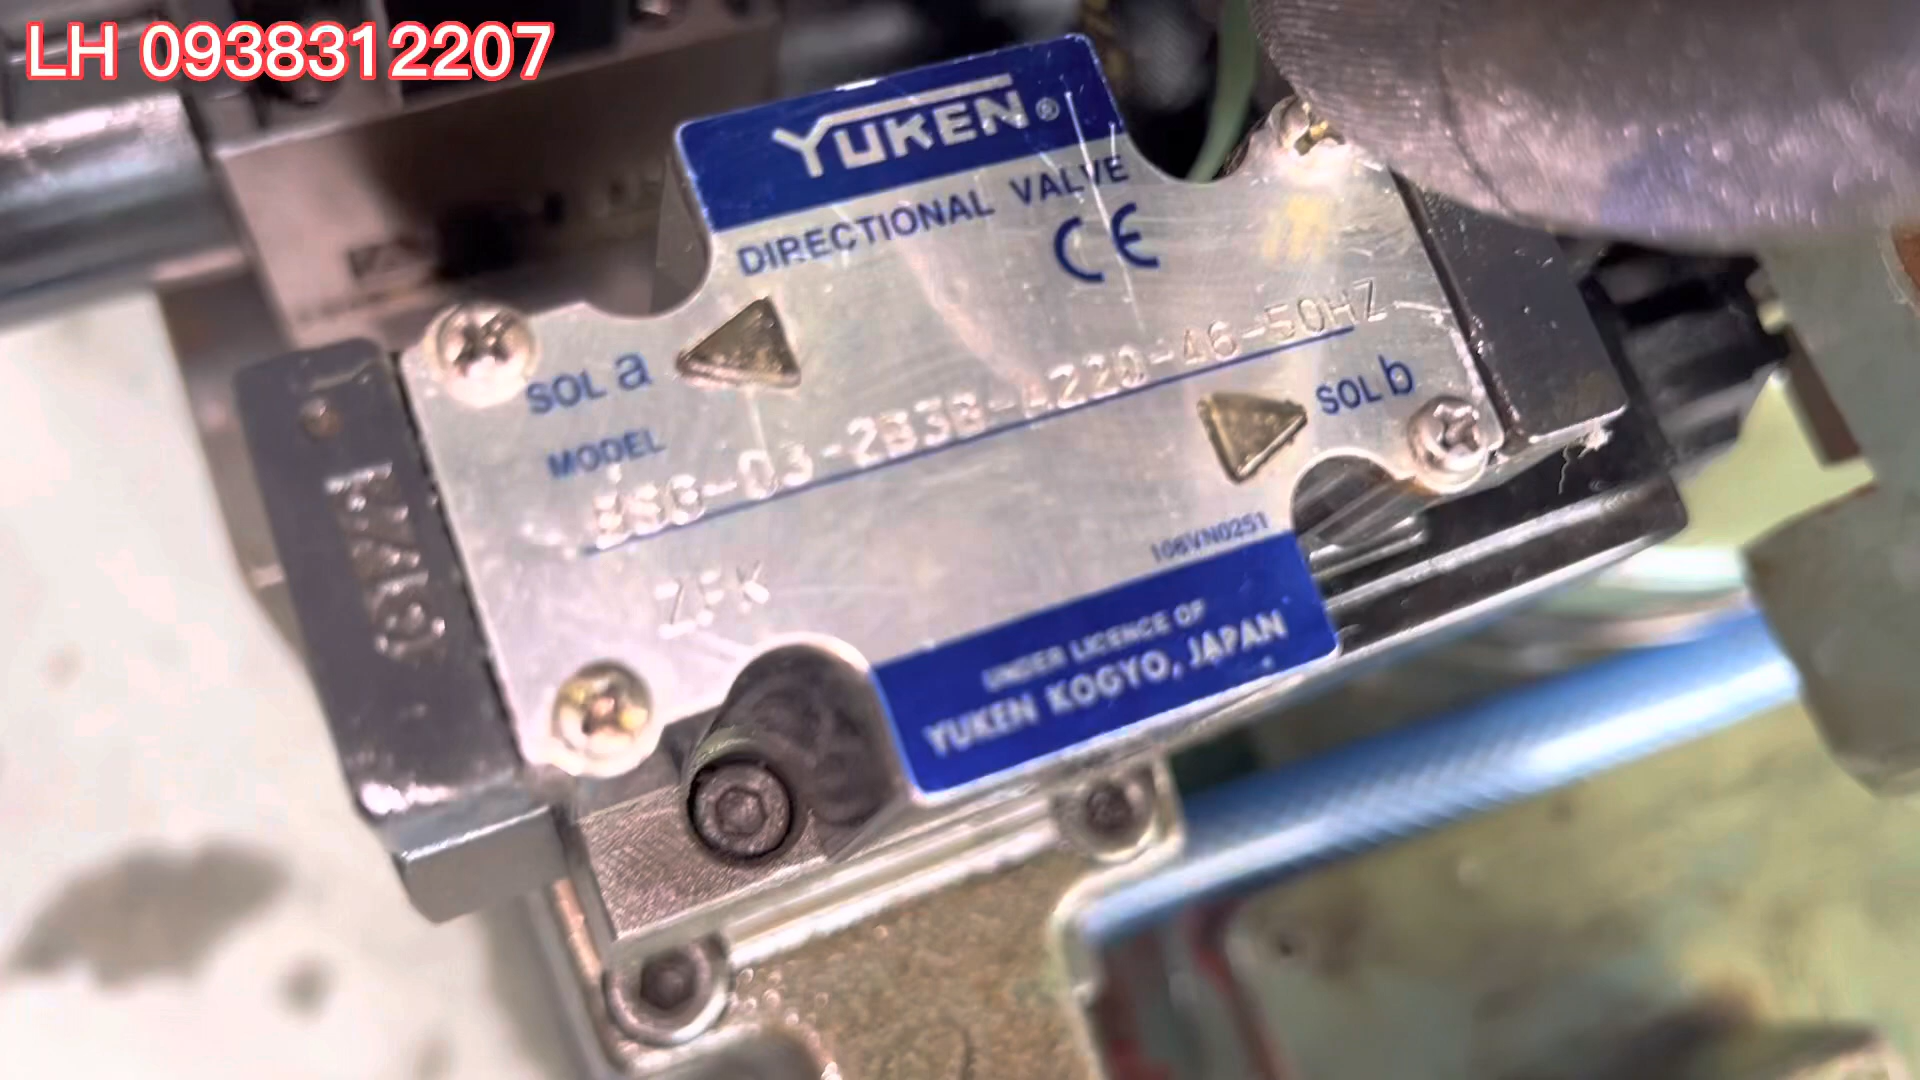 LH 0938312207
YUKEN®
DIRECTIONAL VALVE
CE
SOL a
SOL b
MODEL
-03-2B3B-A220-46-50HZ
106VN0251
UNDER LICENCE OF
YUKEN KOGYO, JAPAN